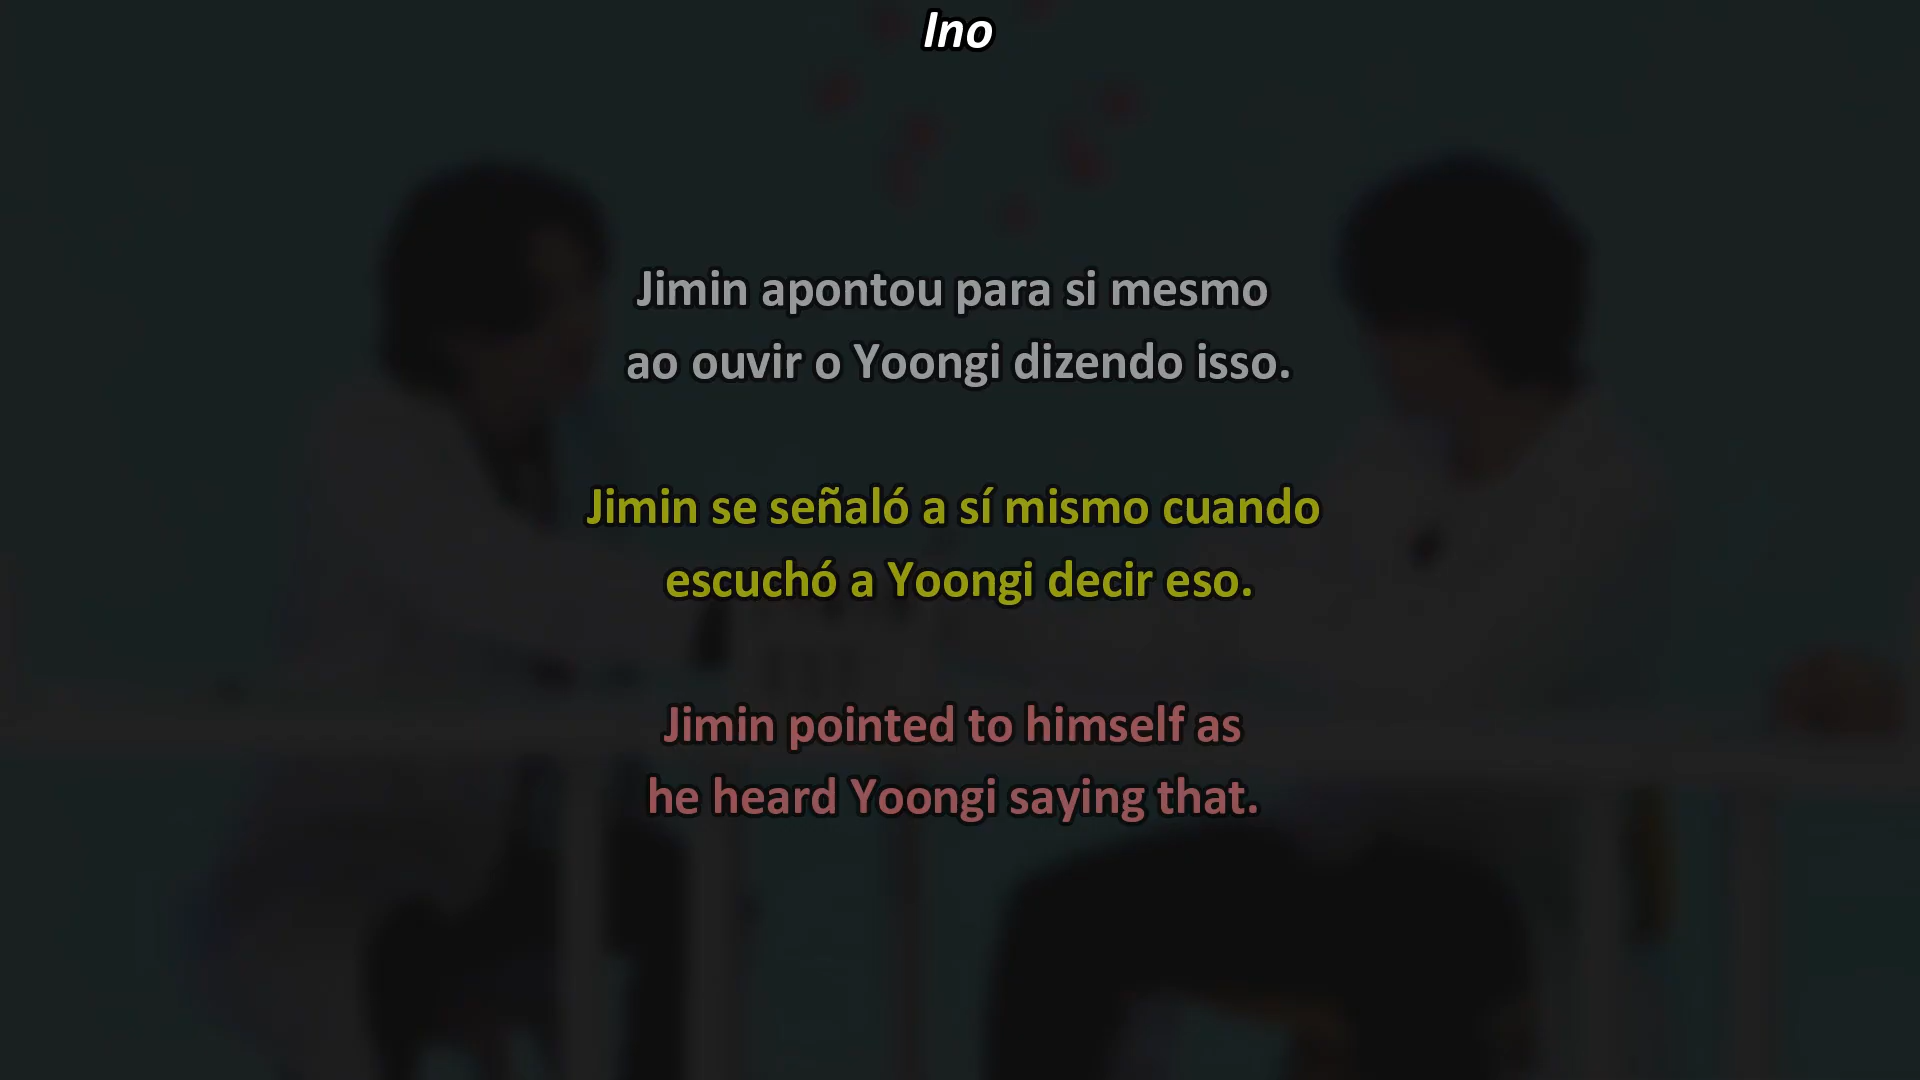 Ino
Jimin apontou para si mesmo
ao ouvir o Yoongi dizendo isso.
Jimin se señaló a sí mismo cuando
escuchó a Yoongi decir eso.
Jimin pointed to himself as
he heard Yoongi saying that.